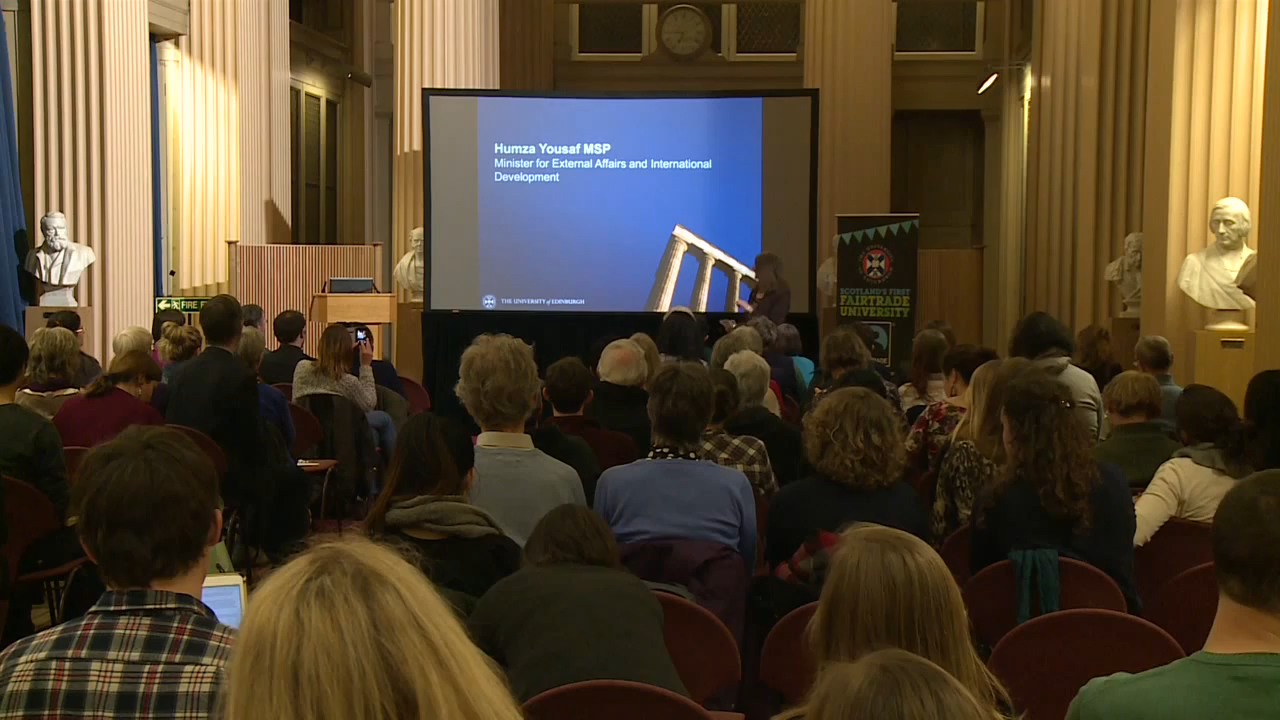 Humza Yousaf MSP
Minister for External Affairs and International
Development
THE UNIVERSITY of EDINBURGH
SCOTLAND'S FIRST
FAIRTRADE
UNIVERSITY
FIRE